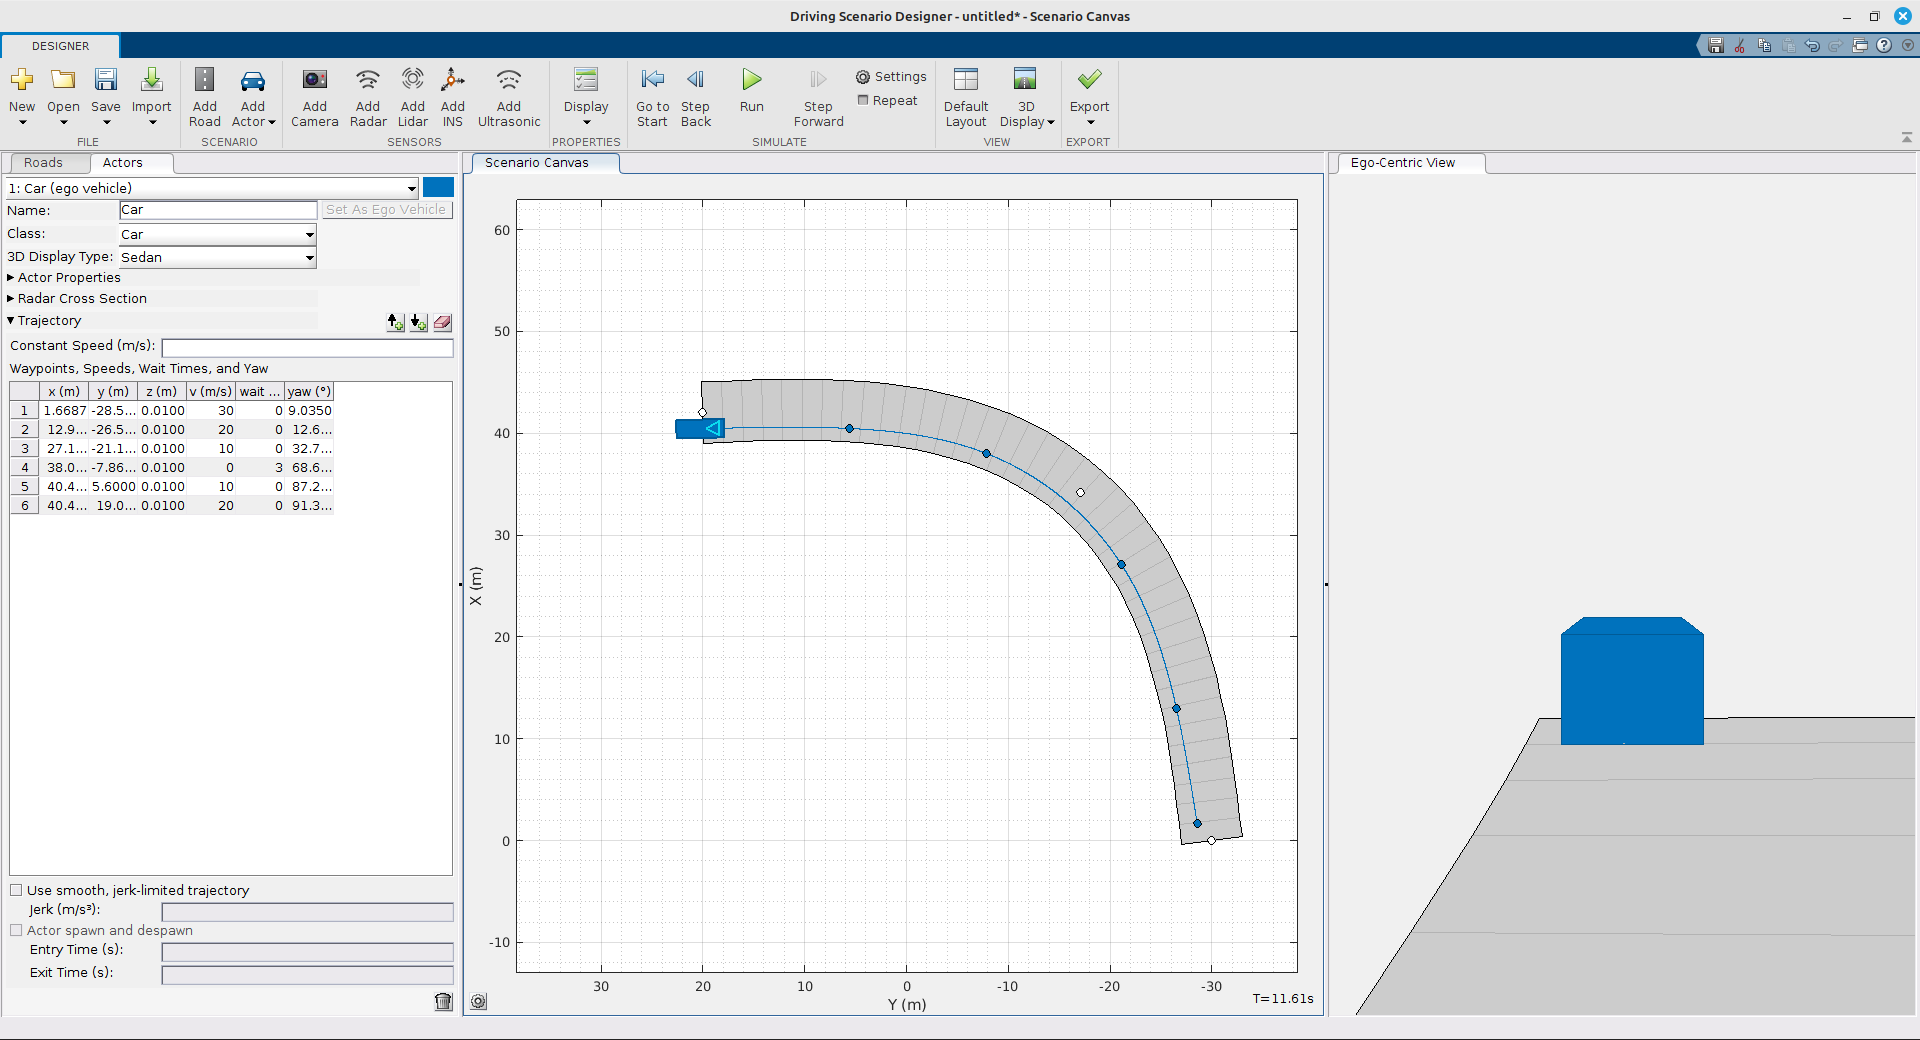 Driving Scenario Designer - untitled* - Scenario Canvas
DESIGNER
New
Open
Save
Import
FILE
Add Road
Add Actor
SCENARIO
Add Camera
Add Radar
Add Lidar
Add INS
Add Ultrasonic
SENSORS
Display
PROPERTIES
Go to Start
Step Back
Run
Step Forward
Settings
Repeat
SIMULATE
Default Layout
3D Display
VIEW
Export
EXPORT
Roads
Actors
1: Car (ego vehicle)
Name: Car Set As Ego Vehicle
Class: Car
3D Display Type: Sedan
Actor Properties
Radar Cross Section
Trajectory
Constant Speed (m/s):
Waypoints, Speeds, Wait Times, and Yaw
x (m) y (m) z (m) v (m/s) wait ... yaw (°)
1 1.6687 -28.5... 0.0100 30 0 9.0350
2 12.9... -26.5... 0.0100 20 0 12.6...
3 27.1... -21.1... 0.0100 10 0 32.7...
4 38.0... -7.86... 0.0100 0 3 68.6...
5 40.4... 5.6000 0.0100 10 0 87.2...
6 40.4... 19.0... 0.0100 20 0 91.3...
Use smooth, jerk-limited trajectory
Jerk (m/s³):
Actor spawn and despawn
Entry Time (s):
Exit Time (s):
Scenario Canvas
60
50
40
30
20
10
0
-10
X (m)
30 20 10 0 -10 -20 -30
Y (m)
T=11.61s
Ego-Centric View